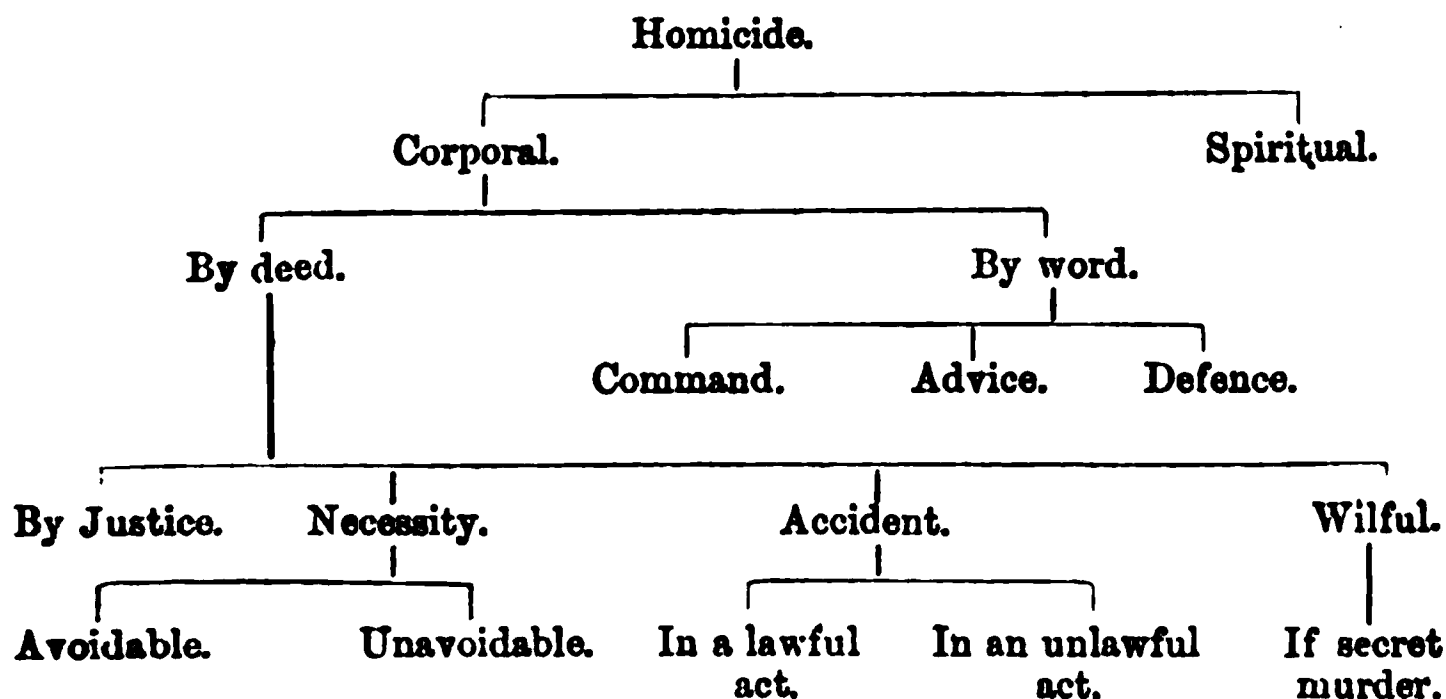 Homicide.
Corporal. Spiritual.
By deed. By word.
Command. Advice. Defence.
By Justice. Necessity. Accident. Wilful.
Avoidable. Unavoidable. In a lawful In an unlawful If secret
act. act. murder.